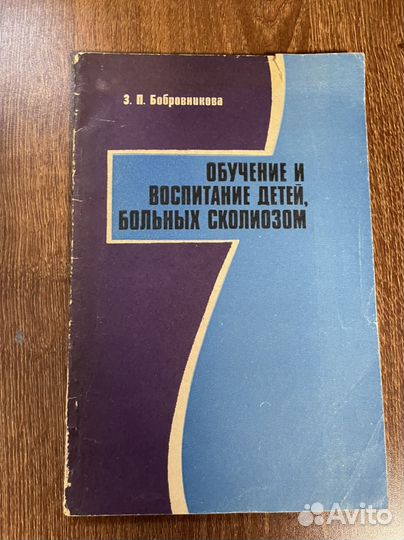 З. П. Бобровникова
ОБУЧЕНИЕ И
ВОСПИТАНИЕ ДЕТЕЙ,
БОЛЬНЫХ СКОЛИОЗОМ
Avito